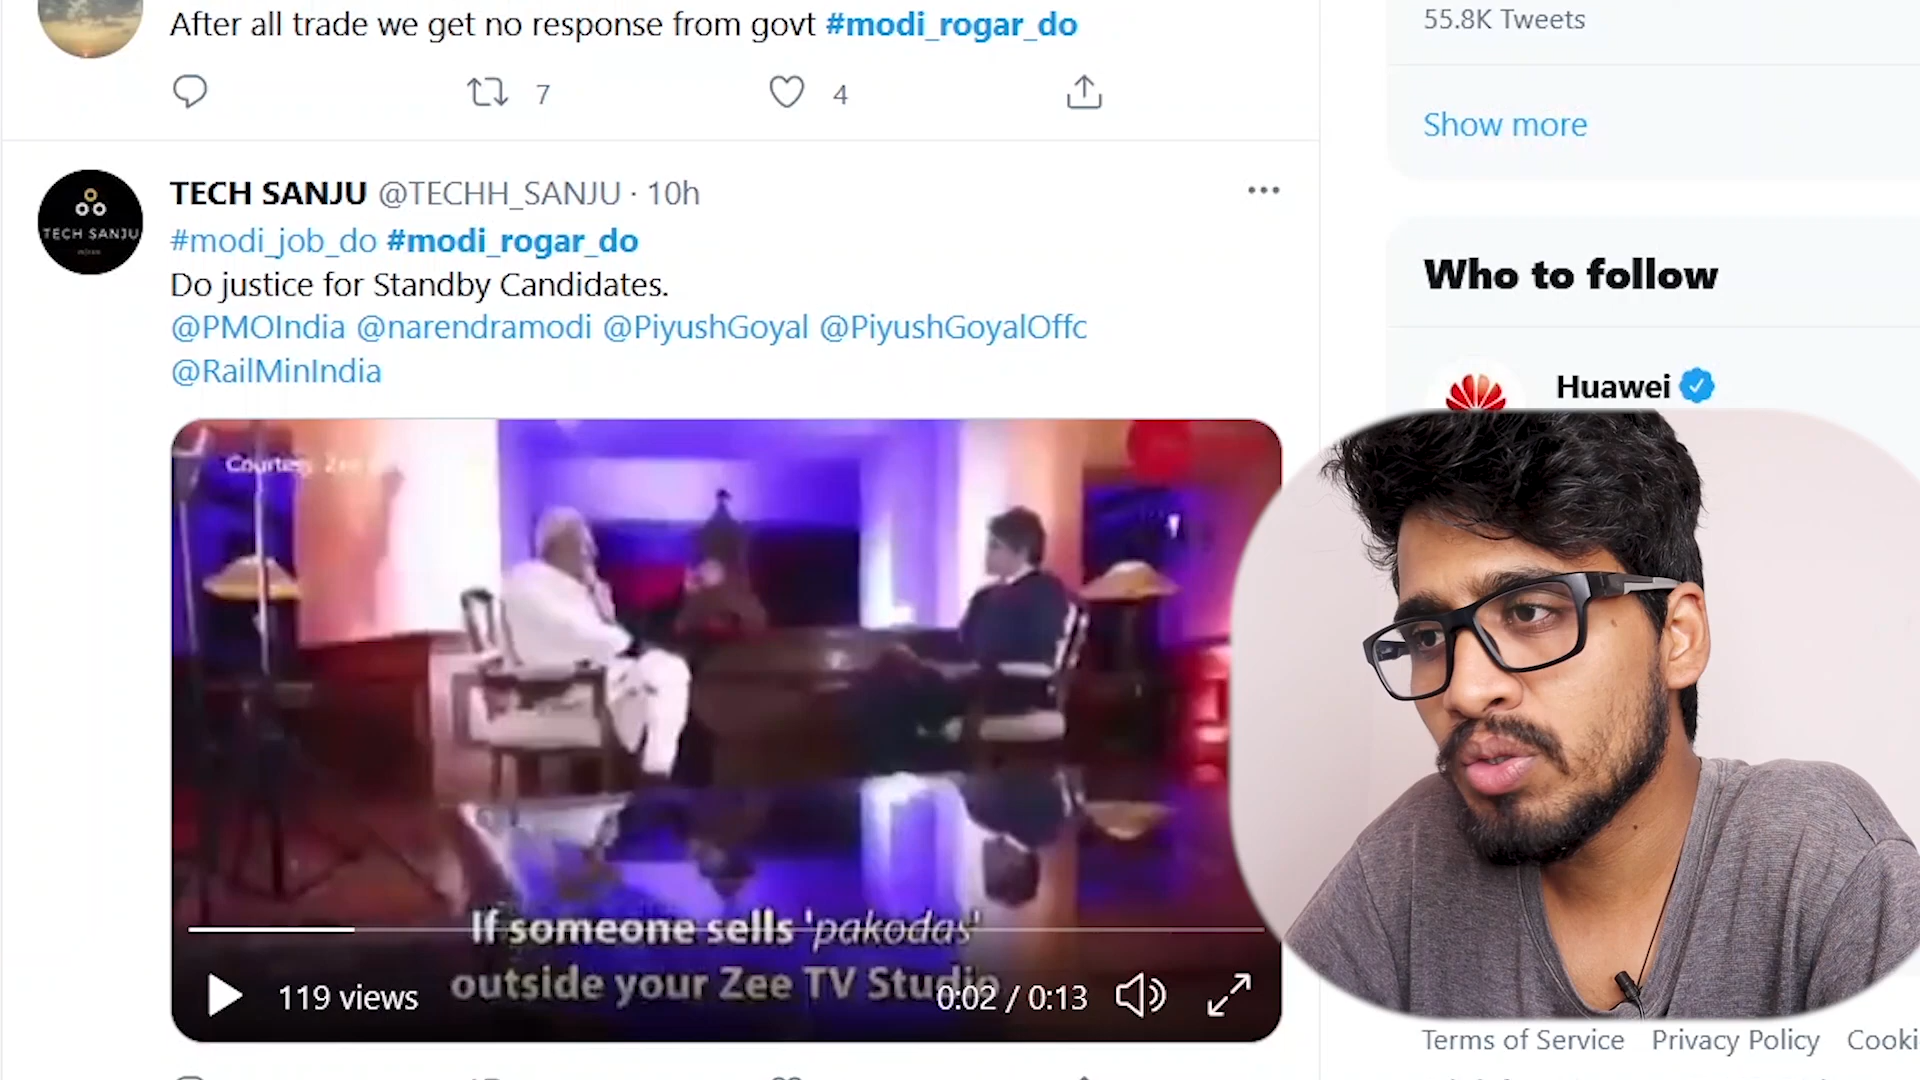 55.8K Tweets
After all trade we get no response from govt #modi_rogar_do
7
4
Show more
TECH SANJU @TECHH_SANJU · 10h
TECH SANJU
#modi_job_do #modi_rogar_do
Do justice for Standby Candidates.
@PMOIndia @narendramodi @PiyushGoyal @PiyushGoyalOffc
@RailMinIndia
Who to follow
Huawei
Courtesy Zee
If someone sells 'pakodas'
outside your Zee TV Studio
119 views
0:02 / 0:13
Terms of Service Privacy Policy Cooki